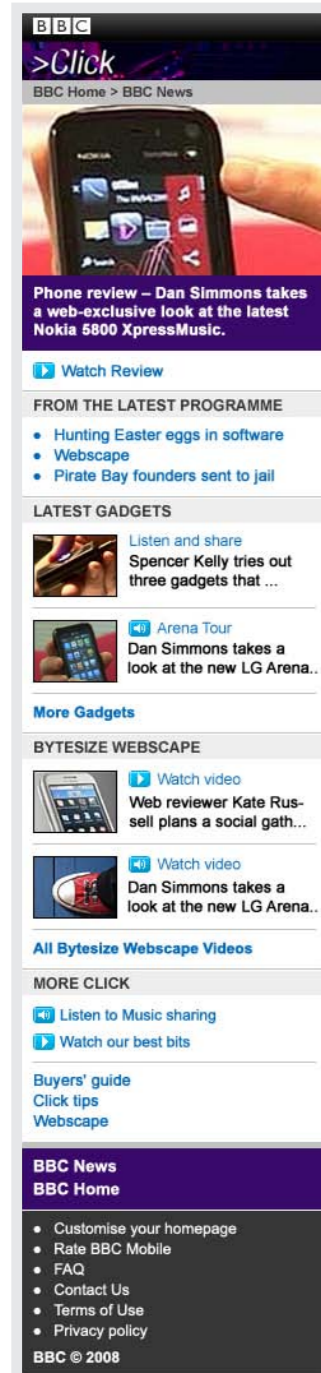 BBC
>Click
BBC Home > BBC News
NOKIA
Phone review – Dan Simmons takes
a web-exclusive look at the latest
Nokia 5800 XpressMusic.
Watch Review
FROM THE LATEST PROGRAMME
• Hunting Easter eggs in software
• Webscape
• Pirate Bay founders sent to jail
LATEST GADGETS
Listen and share
Spencer Kelly tries out
three gadgets that ...
Arena Tour
Dan Simmons takes a
look at the new LG Arena..
More Gadgets
BYTESIZE WEBSCAPE
Watch video
Web reviewer Kate Rus-
sell plans a social gath...
Watch video
Dan Simmons takes a
look at the new LG Arena..
All Bytesize Webscape Videos
MORE CLICK
Listen to Music sharing
Watch our best bits
Buyers' guide
Click tips
Webscape
BBC News
BBC Home
• Customise your homepage
• Rate BBC Mobile
• FAQ
• Contact Us
• Terms of Use
• Privacy policy
BBC © 2008